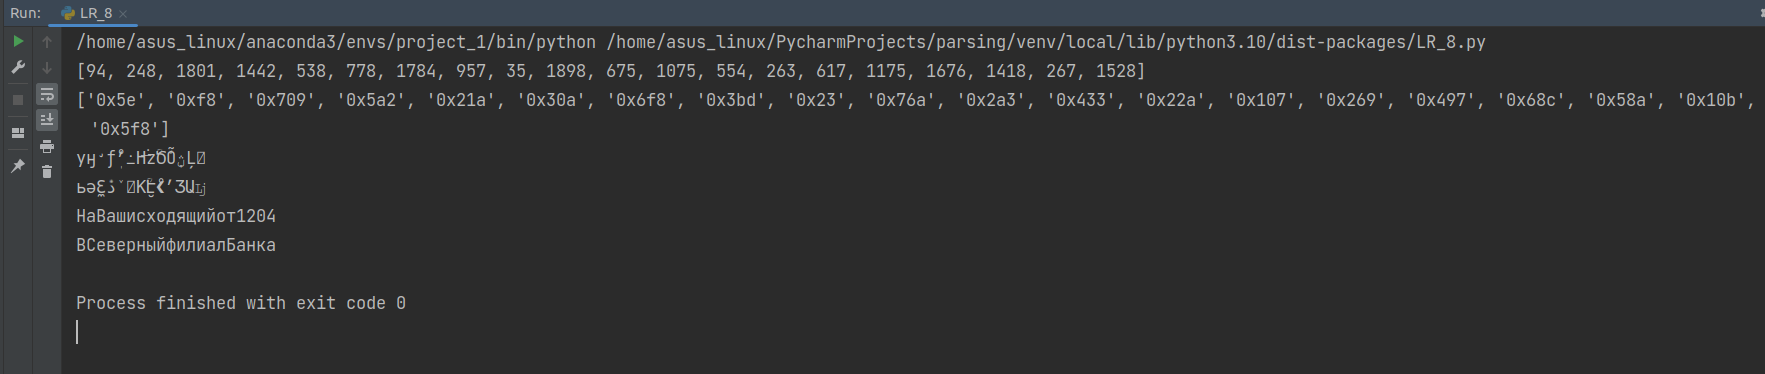 Run: LR_8
/home/asus_linux/anaconda3/envs/project_1/bin/python /home/asus_linux/PycharmProjects/parsing/venv/local/lib/python3.10/dist-packages/LR_8.py
[94, 248, 1801, 1442, 538, 778, 1784, 957, 35, 1898, 675, 1075, 554, 263, 617, 1175, 1676, 1418, 267, 1528]
['0x5e', '0xf8', '0x709', '0x5a2', '0x21a', '0x30a', '0x6f8', '0x3bd', '0x23', '0x76a', '0x2a3', '0x433', '0x22a', '0x107', '0x269', '0x497', '0x68c', '0x58a', '0x10b',
'0x5f8']
НаВашисходящийот1204
ВСеверныйфилиалБанка
Process finished with exit code 0